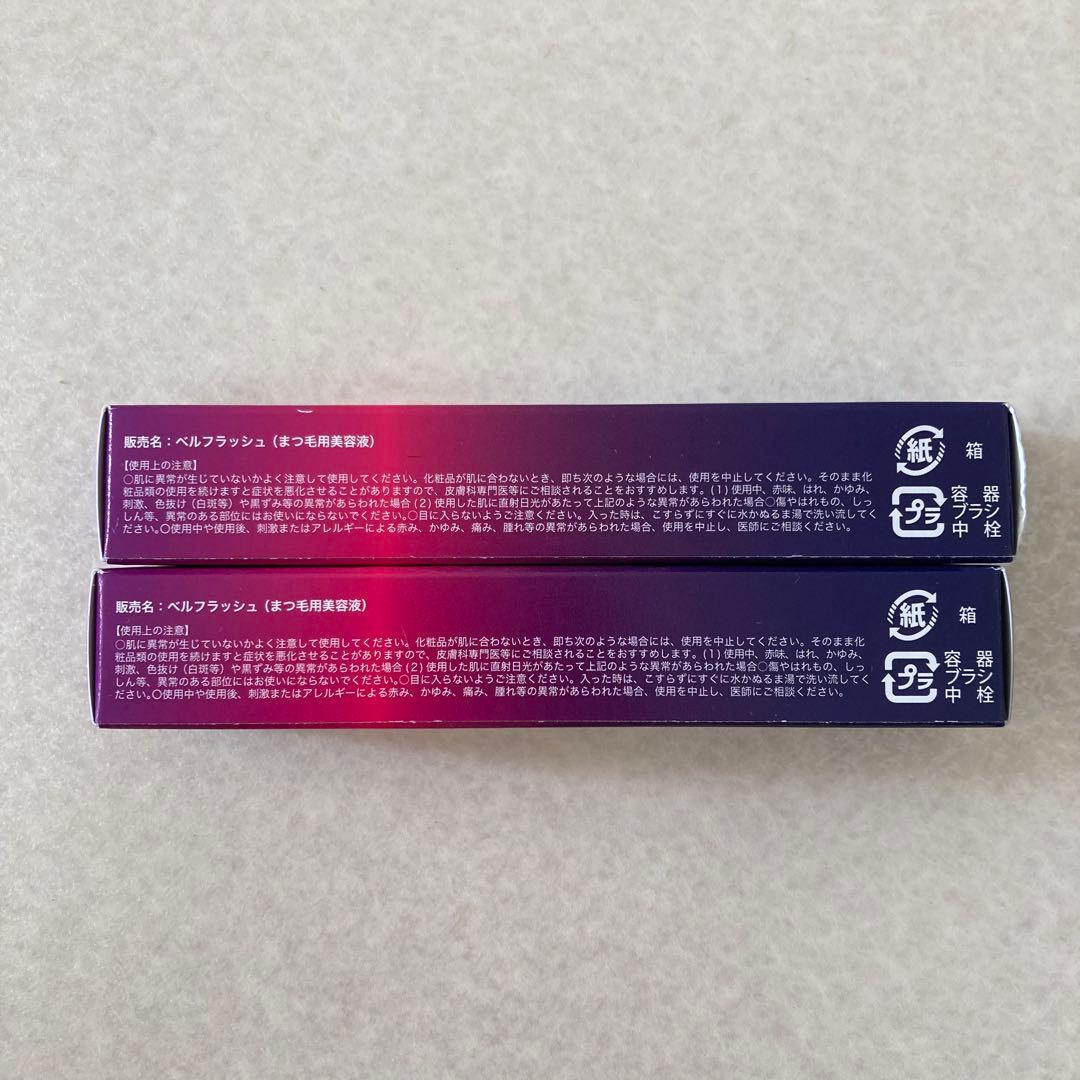 販売名：ベルフラッシュ（まつ毛用美容液）
【使用上の注意】
○肌に異常が生じていないかよく注意して使用してください。化粧品が肌に合わないとき、即ち次のような場合には、使用を中止してください。そのまま化
粧品類の使用を続けますと症状を悪化させることがありますので、皮膚科専門医等にご相談されることをおすすめします。(1)使用中、赤味、はれ、かゆみ、
刺激、色抜け（白斑等）や黒ずみ等の異常があらわれた場合(2)使用した肌に直射日光があたって上記のような異常があらわれた場合○傷やはれもの、しっ
しん等、異常のある部位にはお使いにならないでください。○目に入らないようご注意ください。入った時は、こすらずにすぐに水かぬるま湯で洗い流してく
ださい。○使用中や使用後、刺激またはアレルギーによる赤み、かゆみ、痛み、腫れ等の異常があらわれた場合、使用を中止し、医師にご相談ください。
紙 箱
プラ 容器
ブラシ
中栓
販売名：ベルフラッシュ（まつ毛用美容液）
【使用上の注意】
○肌に異常が生じていないかよく注意して使用してください。化粧品が肌に合わないとき、即ち次のような場合には、使用を中止してください。そのまま化
粧品類の使用を続けますと症状を悪化させることがありますので、皮膚科専門医等にご相談されることをおすすめします。(1)使用中、赤味、はれ、かゆみ、
刺激、色抜け（白斑等）や黒ずみ等の異常があらわれた場合(2)使用した肌に直射日光があたって上記のような異常があらわれた場合○傷やはれもの、しっ
しん等、異常のある部位にはお使いにならないでください。○目に入らないようご注意ください。入った時は、こすらずにすぐに水かぬるま湯で洗い流してく
ださい。○使用中や使用後、刺激またはアレルギーによる赤み、かゆみ、痛み、腫れ等の異常があらわれた場合、使用を中止し、医師にご相談ください。
紙 箱
プラ 容器
ブラシ
中栓